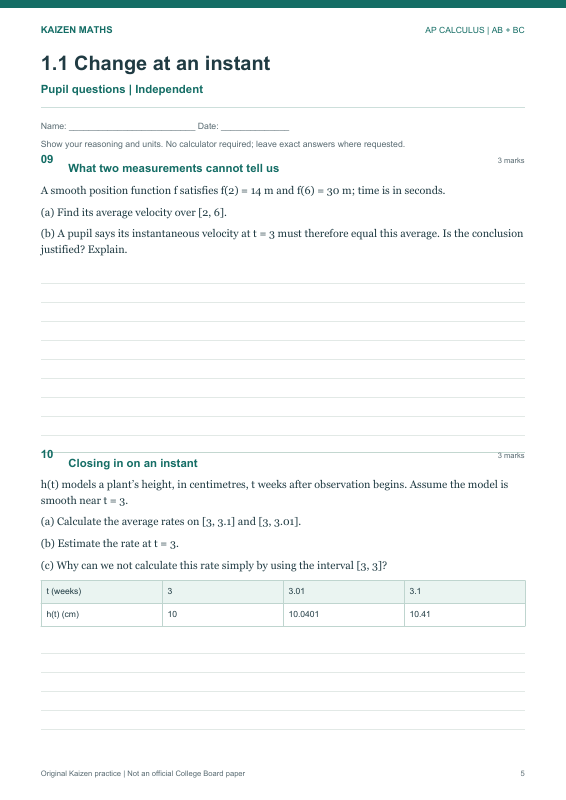 KAIZEN MATHS
AP CALCULUS | AB + BC
1.1 Change at an instant
Pupil questions | Independent
Name: ___________________________ Date: ______________
Show your reasoning and units. No calculator required; leave exact answers where requested.
09
What two measurements cannot tell us
3 marks
A smooth position function f satisfies f(2) = 14 m and f(6) = 30 m; time is in seconds.
(a) Find its average velocity over [2, 6].
(b) A pupil says its instantaneous velocity at t = 3 must therefore equal this average. Is the conclusion
justified? Explain.
10
Closing in on an instant
3 marks
h(t) models a plant’s height, in centimetres, t weeks after observation begins. Assume the model is
smooth near t = 3.
(a) Calculate the average rates on [3, 3.1] and [3, 3.01].
(b) Estimate the rate at t = 3.
(c) Why can we not calculate this rate simply by using the interval [3, 3]?
t (weeks) 3 3.01 3.1
h(t) (cm) 10 10.0401 10.41
Original Kaizen practice | Not an official College Board paper
5